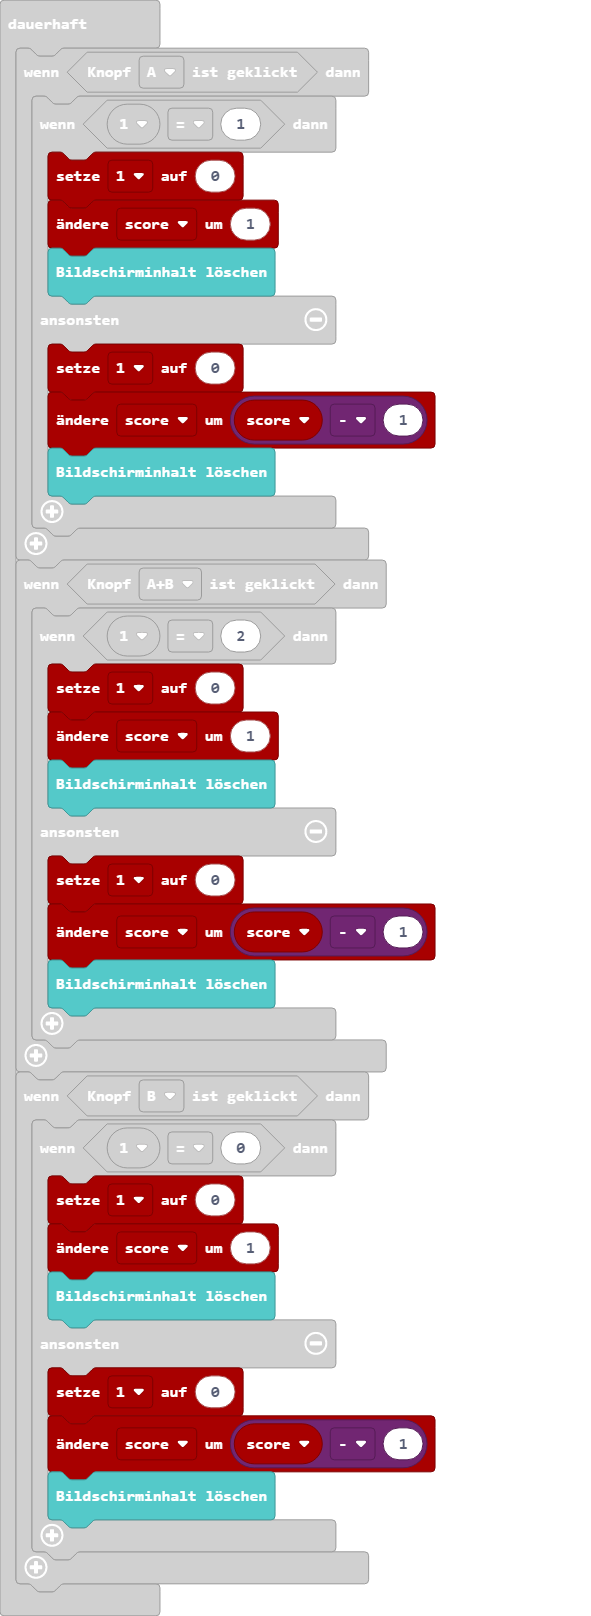 dauerhaft
wenn Knopf A ist geklickt dann
wenn 1 = 1 dann
setze 1 auf 0
ändere score um 1
Bildschirminhalt löschen
ansonsten
setze 1 auf 0
ändere score um score - 1
Bildschirminhalt löschen
wenn Knopf A+B ist geklickt dann
wenn 1 = 2 dann
setze 1 auf 0
ändere score um 1
Bildschirminhalt löschen
ansonsten
setze 1 auf 0
ändere score um score - 1
Bildschirminhalt löschen
wenn Knopf B ist geklickt dann
wenn 1 = 0 dann
setze 1 auf 0
ändere score um 1
Bildschirminhalt löschen
ansonsten
setze 1 auf 0
ändere score um score - 1
Bildschirminhalt löschen